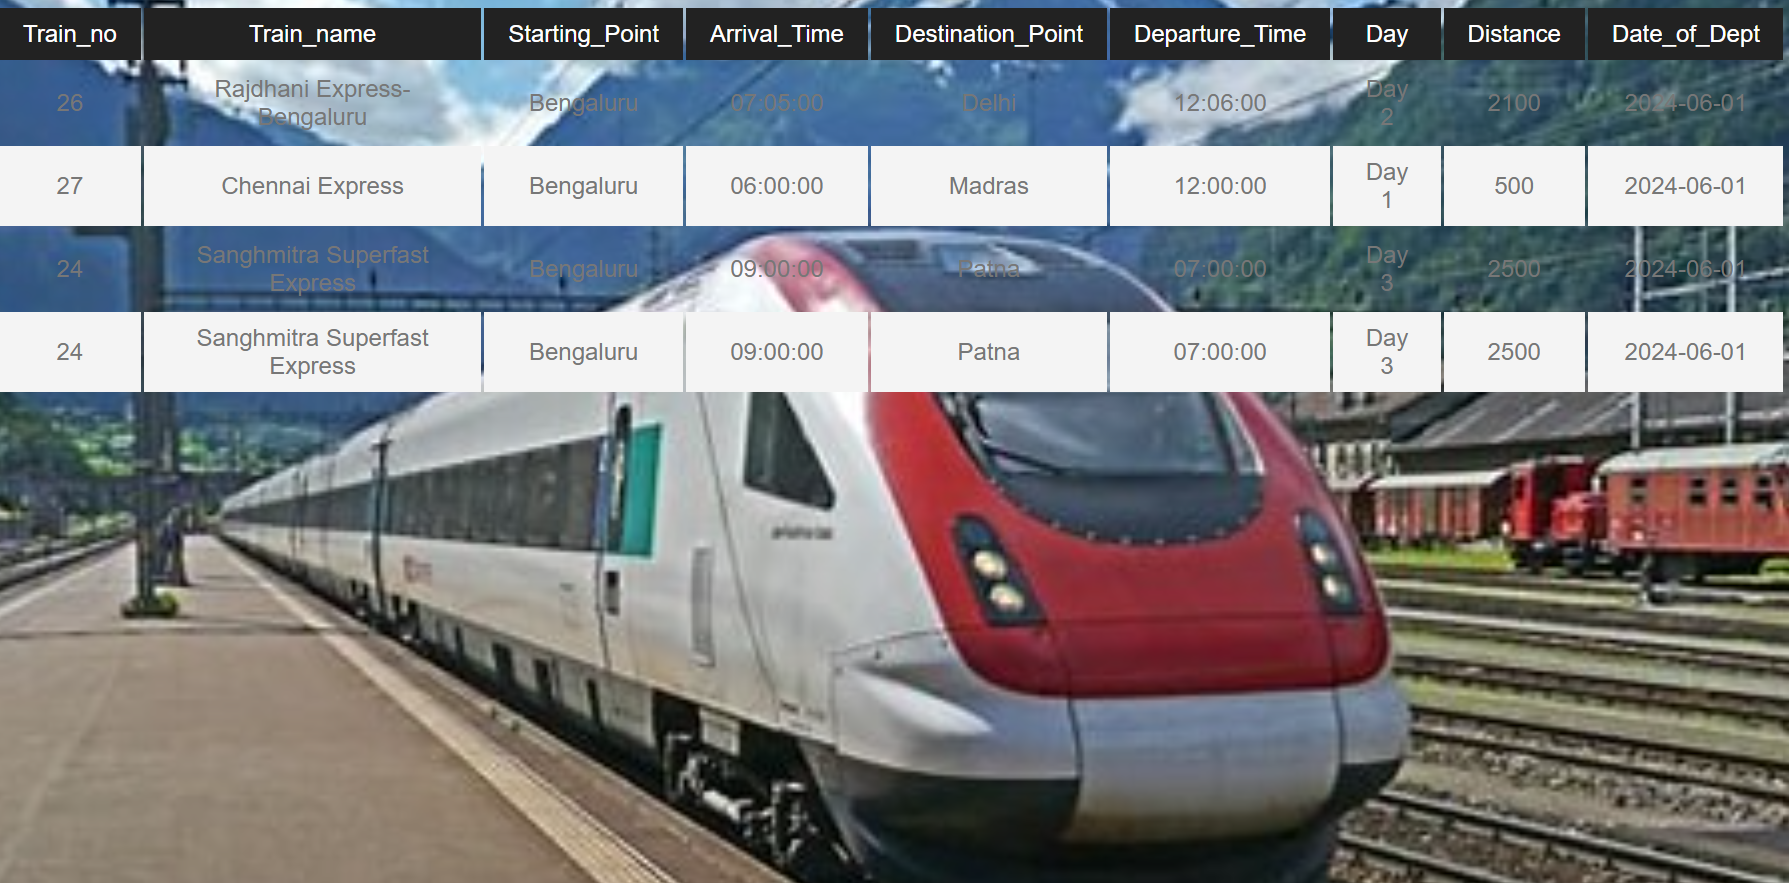 Train_no Train_name Starting_Point Arrival_Time Destination_Point Departure_Time Day Distance Date_of_Dept
26 Rajdhani Express- Bengaluru 07:05:00 Delhi 12:06:00 Day 2100 2024-06-01
Bengaluru 2
27 Chennai Express Bengaluru 06:00:00 Madras 12:00:00 Day 500 2024-06-01
1
24 Sanghmitra Superfast Bengaluru 09:00:00 Patna 07:00:00 Day 2500 2024-06-01
Express 3
24 Sanghmitra Superfast Bengaluru 09:00:00 Patna 07:00:00 Day 2500 2024-06-01
Express 3